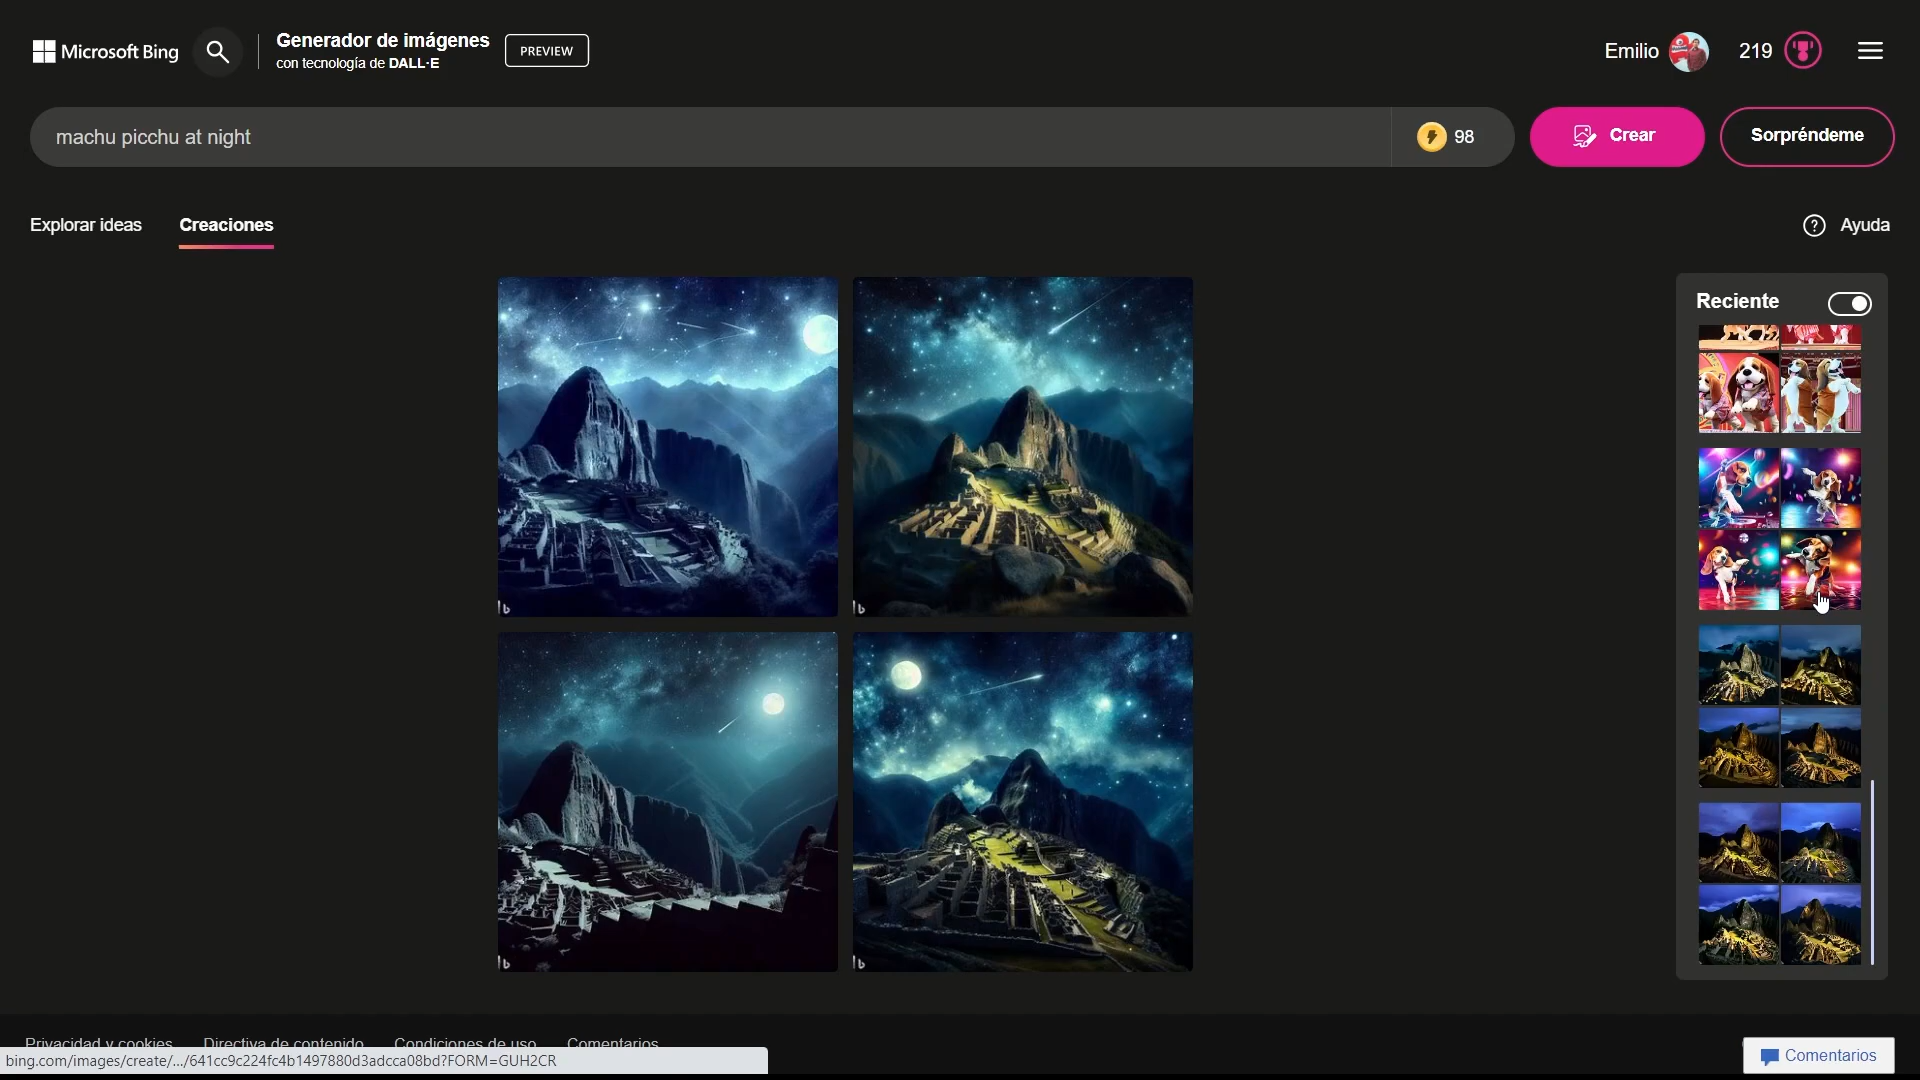 Microsoft Bing
Generador de imágenes
con tecnología de DALL·E
PREVIEW
Emilio
219
machu picchu at night
98
Crear
Sorpréndeme
Explorar ideas
Creaciones
Ayuda
Reciente
Privacidad y cookies
Directiva de contenido
Condiciones de uso
Comentarios
bing.com/images/create/.../641cc9c224fc4b1497880d3adcca08bd?FORM=GUH2CR
Comentarios